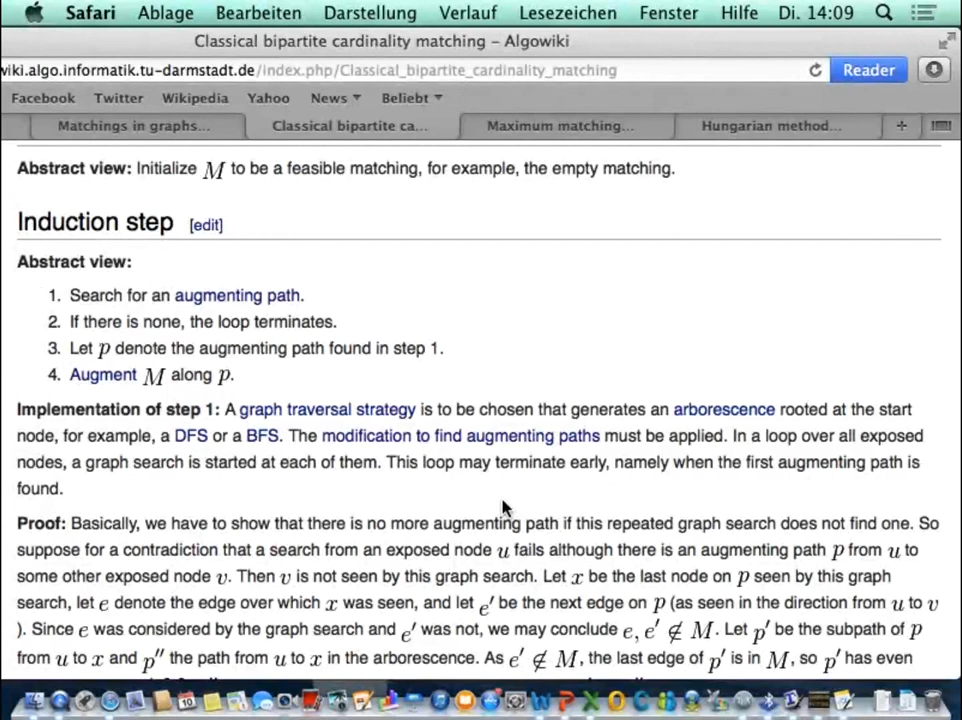 Safari Ablage Bearbeiten Darstellung Verlauf Lesezeichen Fenster Hilfe Di. 14:09
Classical bipartite cardinality matching – Algowiki
wiki.algo.informatik.tu-darmstadt.de/index.php/Classical_bipartite_cardinality_matching Reader
Facebook Twitter Wikipedia Yahoo News ▾ Beliebt ▾
Matchings in graphs... Classical bipartite ca... Maximum matching... Hungarian method... +
Abstract view: Initialize M to be a feasible matching, for example, the empty matching.
Induction step [edit]
Abstract view:
1. Search for an augmenting path.
2. If there is none, the loop terminates.
3. Let p denote the augmenting path found in step 1.
4. Augment M along p.
Implementation of step 1: A graph traversal strategy is to be chosen that generates an arborescence rooted at the start
node, for example, a DFS or a BFS. The modification to find augmenting paths must be applied. In a loop over all exposed
nodes, a graph search is started at each of them. This loop may terminate early, namely when the first augmenting path is
found.
Proof: Basically, we have to show that there is no more augmenting path if this repeated graph search does not find one. So
suppose for a contradiction that a search from an exposed node u fails although there is an augmenting path p from u to
some other exposed node v. Then v is not seen by this graph search. Let x be the last node on p seen by this graph
search, let e denote the edge over which x was seen, and let e′ be the next edge on p (as seen in the direction from u to v
). Since e was considered by the graph search and e′ was not, we may conclude e, e′ ∉ M. Let p′ be the subpath of p
from u to x and p″ the path from u to x in the arborescence. As e′ ∉ M, the last edge of p′ is in M, so p′ has even